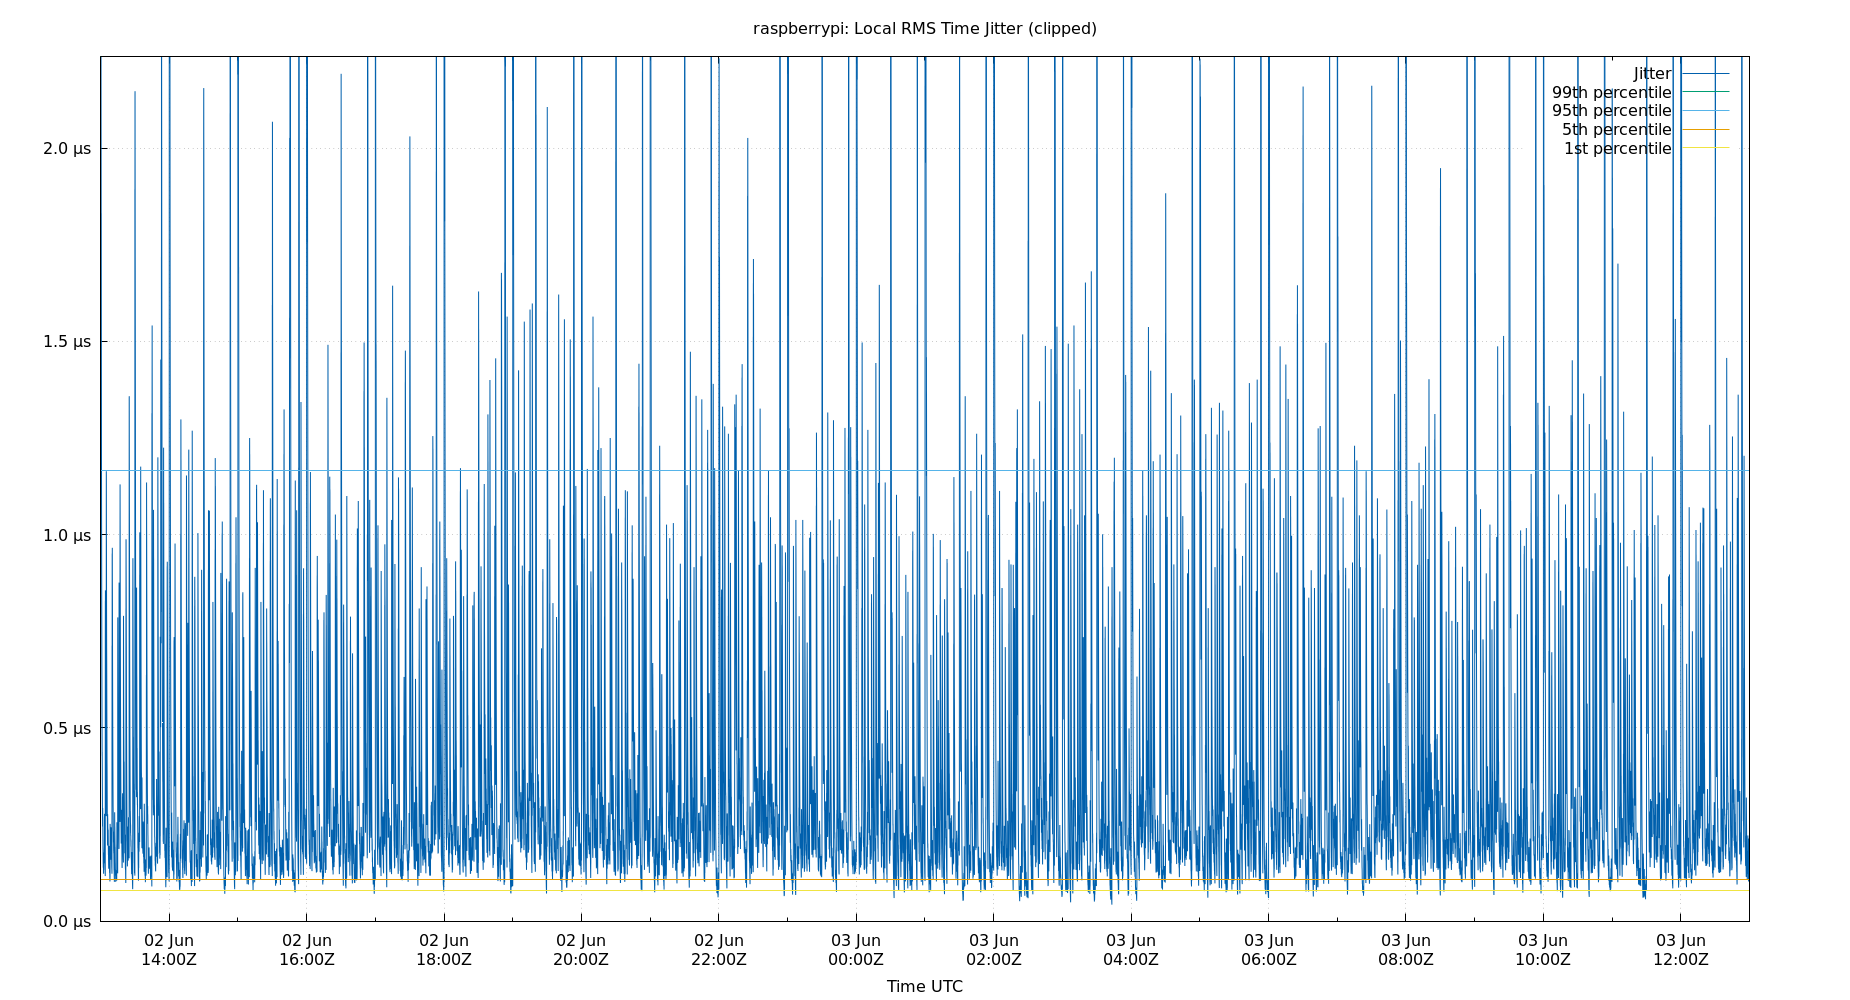 raspberrypi: Local RMS Time Jitter (clipped)
Jitter
99th percentile
95th percentile
5th percentile
1st percentile
2.0 µs
1.5 µs
1.0 µs
0.5 µs
0.0 µs
02 Jun 02 Jun 02 Jun 02 Jun 02 Jun 03 Jun 03 Jun 03 Jun 03 Jun 03 Jun 03 Jun 03 Jun
14:00Z 16:00Z 18:00Z 20:00Z 22:00Z 00:00Z 02:00Z 04:00Z 06:00Z 08:00Z 10:00Z 12:00Z
Time UTC